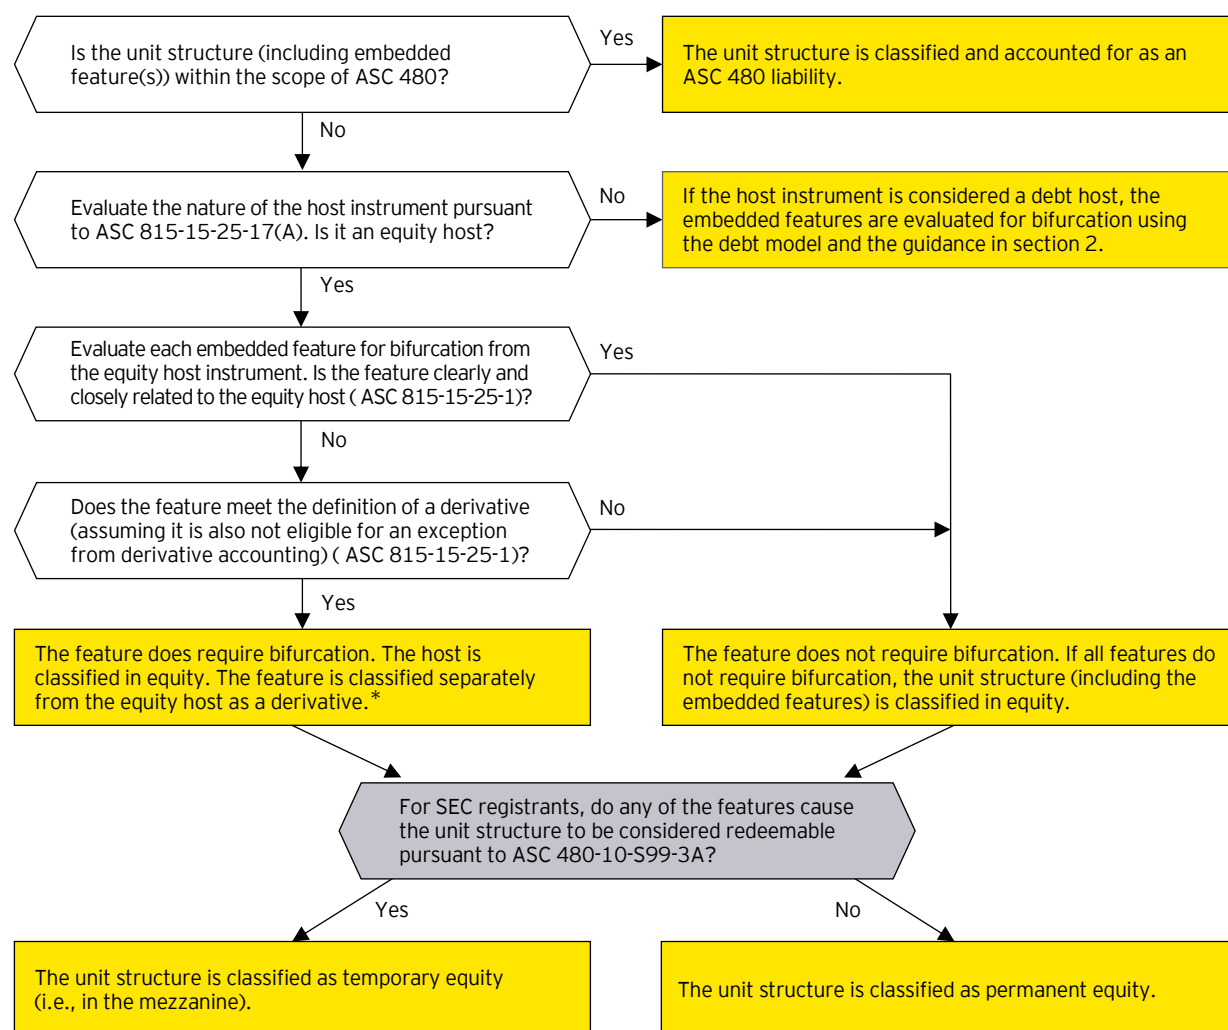 Is the unit structure (including embedded
feature(s)) within the scope of ASC 480?
Yes
The unit structure is classified and accounted for as an
ASC 480 liability.
No
Evaluate the nature of the host instrument pursuant
to ASC 815-15-25-17(A). Is it an equity host?
No
If the host instrument is considered a debt host, the
embedded features are evaluated for bifurcation using
the debt model and the guidance in section 2.
Yes
Evaluate each embedded feature for bifurcation from
the equity host instrument. Is the feature clearly and
closely related to the equity host ( ASC 815-15-25-1)?
Yes
No
Does the feature meet the definition of a derivative
(assuming it is also not eligible for an exception
from derivative accounting) ( ASC 815-15-25-1)?
No
Yes
The feature does require bifurcation. The host is
classified in equity. The feature is classified separately
from the equity host as a derivative.*
The feature does not require bifurcation. If all features do
not require bifurcation, the unit structure (including the
embedded features) is classified in equity.
For SEC registrants, do any of the features cause
the unit structure to be considered redeemable
pursuant to ASC 480-10-S99-3A?
Yes
No
The unit structure is classified as temporary equity
(i.e., in the mezzanine).
The unit structure is classified as permanent equity.